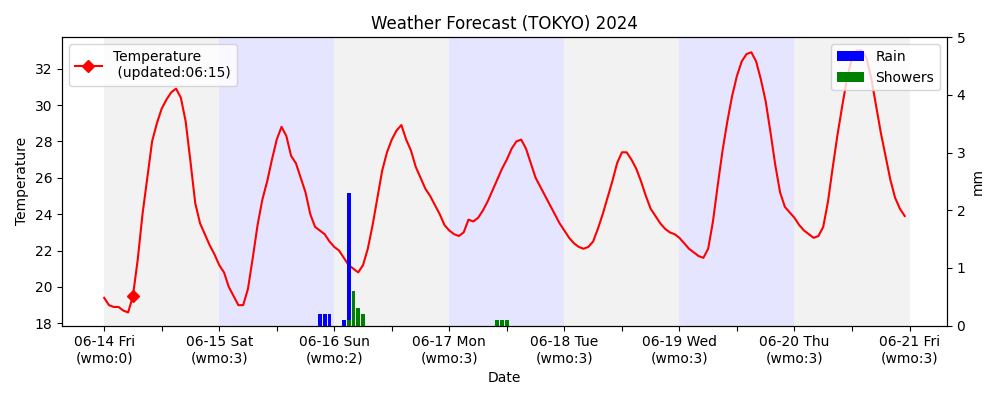 Weather Forecast (TOKYO) 2024
Temperature
(updated:06:15)
Rain
Showers
Temperature
32
30
28
26
24
22
20
18
5
4
3
2
1
0
mm
06-14 Fri
(wmo:0)
06-15 Sat
(wmo:3)
06-16 Sun
(wmo:2)
06-17 Mon
(wmo:3)
06-18 Tue
(wmo:3)
06-19 Wed
(wmo:3)
06-20 Thu
(wmo:3)
06-21 Fri
(wmo:3)
Date